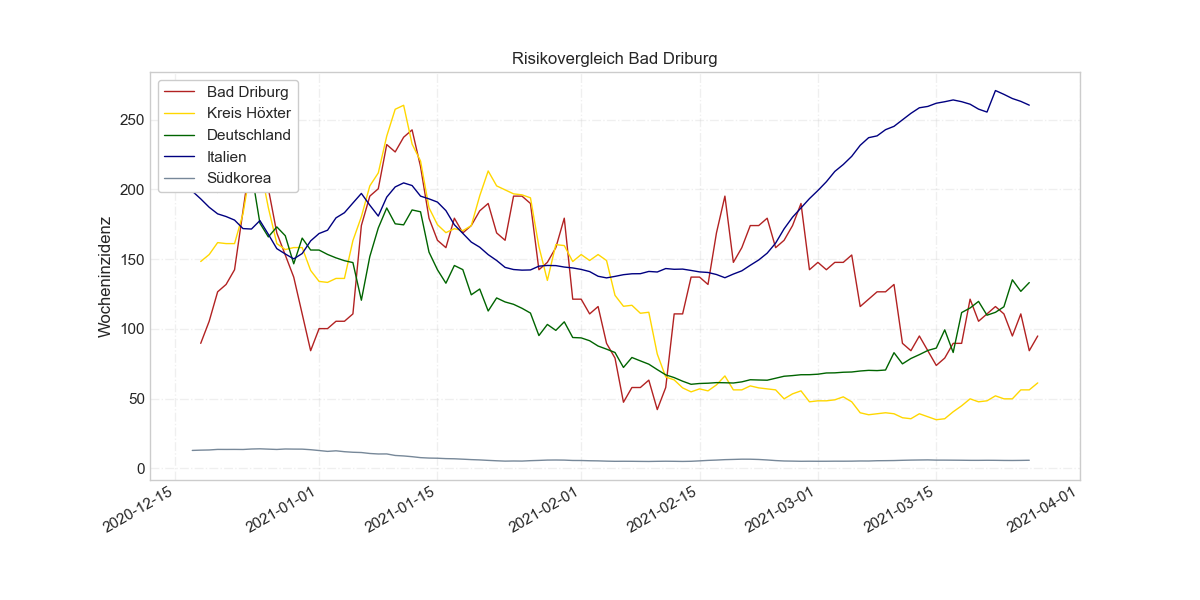 Risikovergleich Bad Driburg
Bad Driburg
Kreis Höxter
Deutschland
Italien
Südkorea
Wocheninzidenz
250
200
150
100
50
0
2020-12-15
2021-01-01
2021-01-15
2021-02-01
2021-02-15
2021-03-01
2021-03-15
2021-04-01